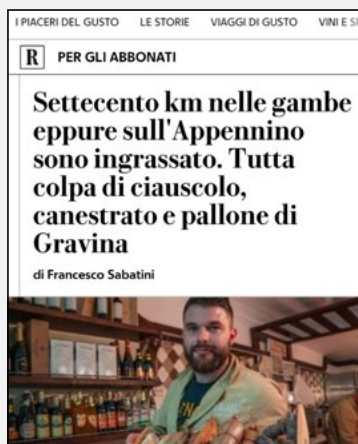 I PIACERI DEL GUSTO LE STORIE VIAGGI DI GUSTO VINI E
R PER GLI ABBONATI
Settecento km nelle gambe
eppure sull'Appennino
sono ingrassato. Tutta
colpa di ciauscolo,
canestrato e pallone di
Gravina
di Francesco Sabatini